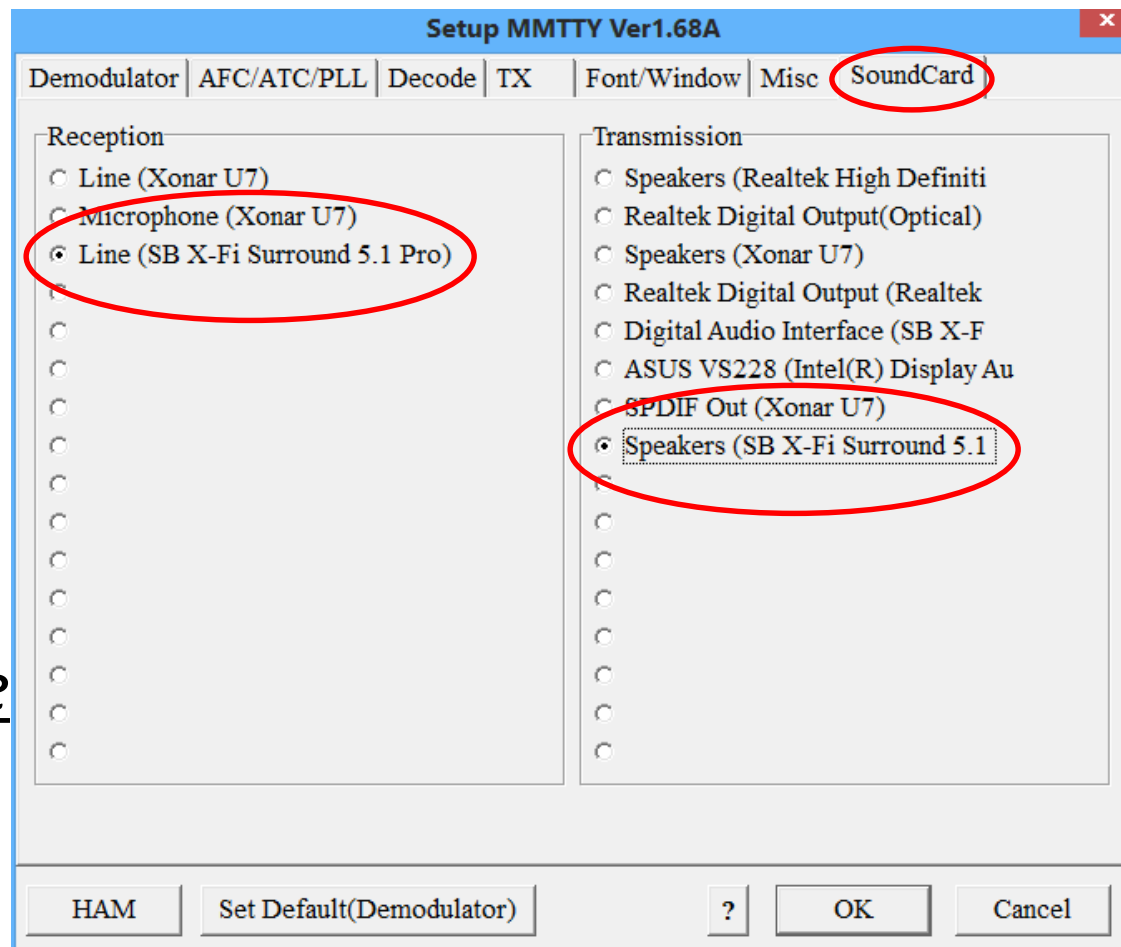 Setup MMTTY Ver1.68A
x
Demodulator AFC/ATC/PLL Decode TX Font/Window Misc SoundCard
Reception
Line (Xonar U7)
Microphone (Xonar U7)
Line (SB X-Fi Surround 5.1 Pro)
Transmission
Speakers (Realtek High Definiti
Realtek Digital Output(Optical)
Speakers (Xonar U7)
Realtek Digital Output (Realtek
Digital Audio Interface (SB X-F
ASUS VS228 (Intel(R) Display Au
SPDIF Out (Xonar U7)
Speakers (SB X-Fi Surround 5.1
HAM Set Default(Demodulator) ? OK Cancel